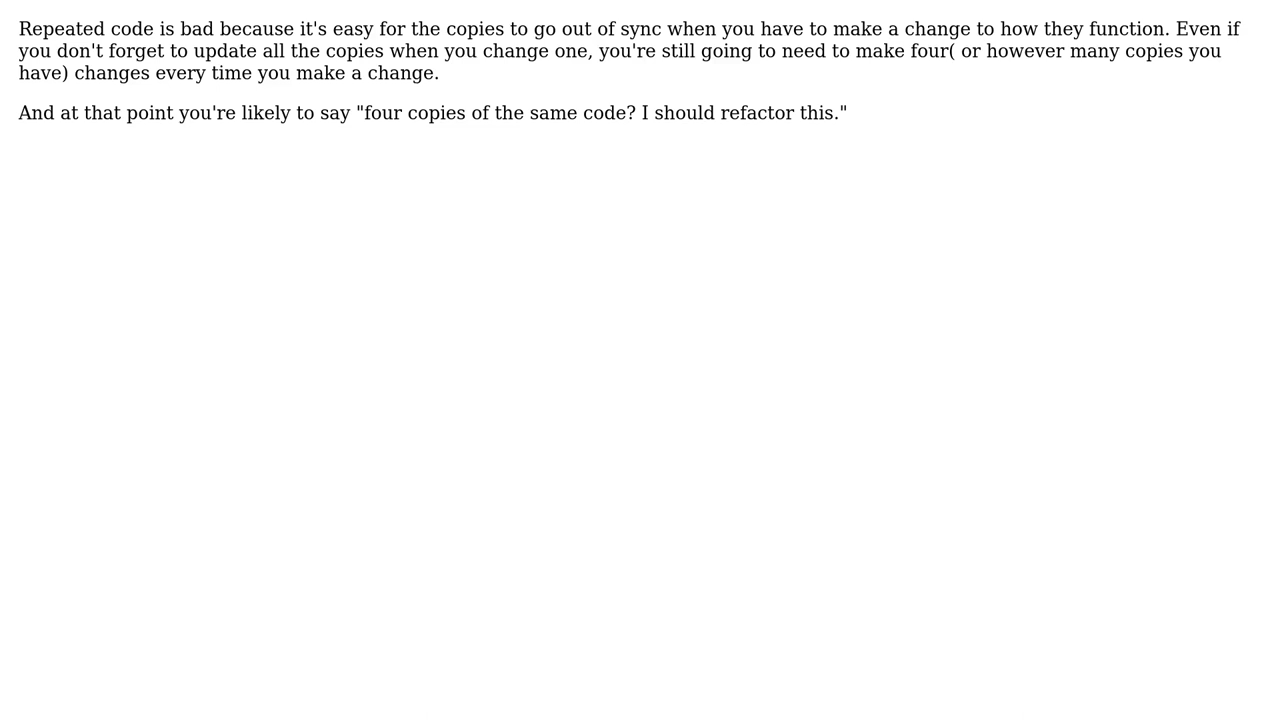 Repeated code is bad because it's easy for the copies to go out of sync when you have to make a change to how they function. Even if
you don't forget to update all the copies when you change one, you're still going to need to make four( or however many copies you
have) changes every time you make a change.
And at that point you're likely to say "four copies of the same code? I should refactor this."